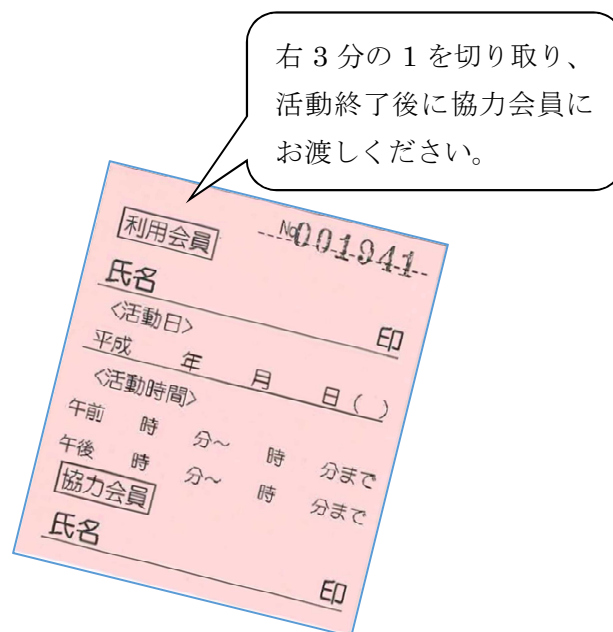 右 3 分の 1 を切り取り、
活動終了後に協力会員に
お渡しください。
利用会員 №001941
氏名 印
〈活動日〉
平成 年 月 日( )
〈活動時間〉
午前 時 分~ 時 分まで
午後 時 分~ 時 分まで
協力会員
氏名 印